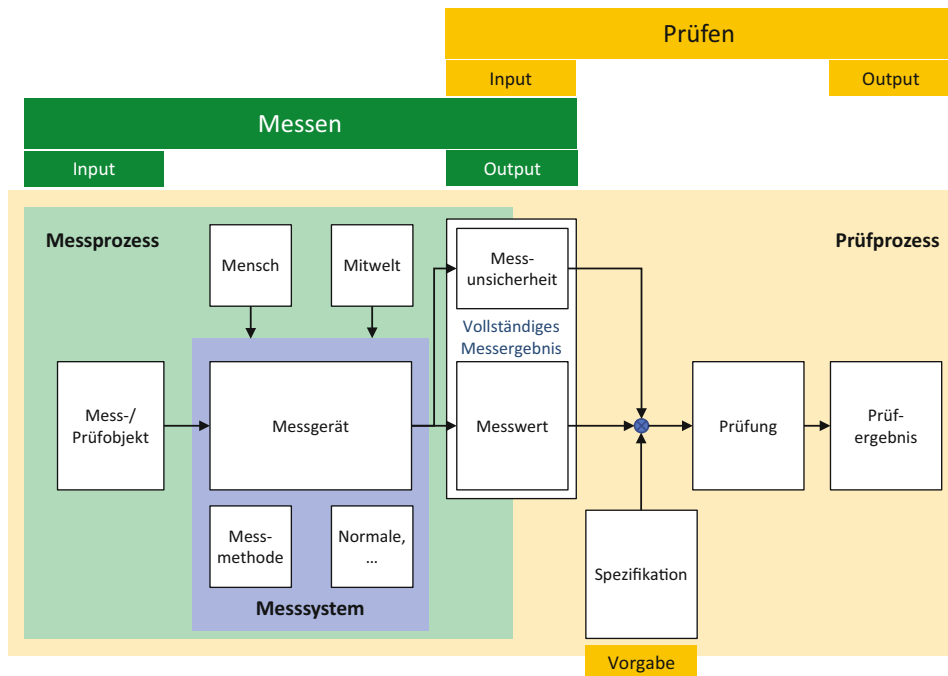 Prüfen
Input
Output
Messen
Input
Output
Messprozess
Prüfprozess
Mensch
Mitwelt
Mess-
unsicherheit
Vollständiges
Messergebnis
Mess-/
Prüfobjekt
Messgerät
Messwert
Prüfung
Prüf-
ergebnis
Mess-
methode
Normale,
...
Messsystem
Spezifikation
Vorgabe